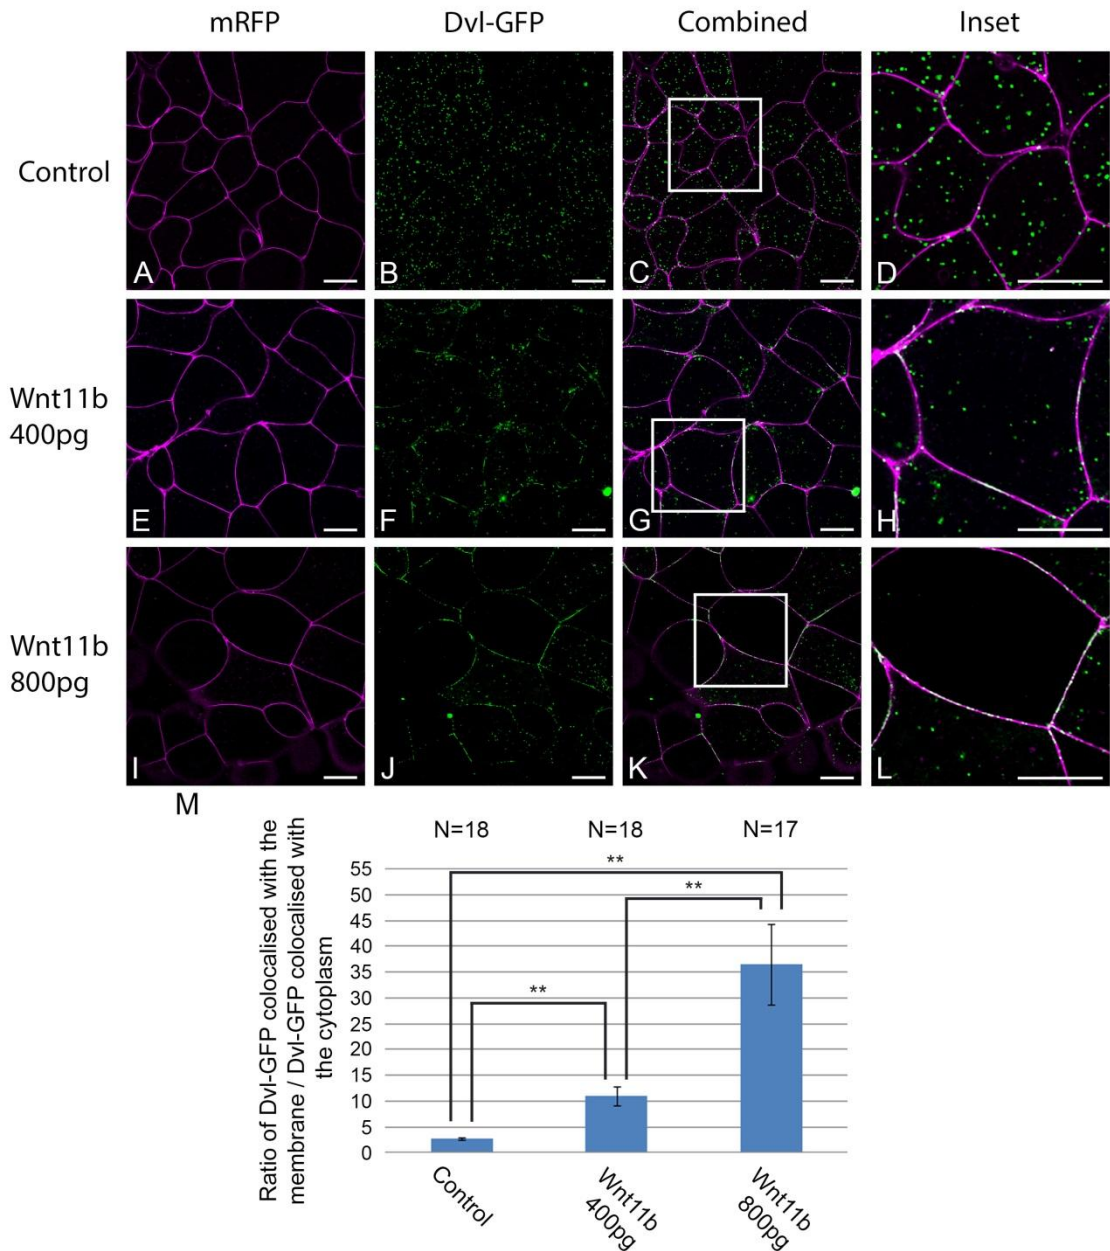 mRFP Dvl-GFP Combined Inset
Control
A B C D
Wnt11b
400pg
E F G H
Wnt11b
800pg
I J K L
M
N=18 N=18 N=17
Ratio of Dvl-GFP colocalised with the
membrane / Dvl-GFP colocalised with
the cytoplasm
**
55
**
50
45
40
35
30
**
25
20
15
10
5
0
Control
Wnt11b
400pg
Wnt11b
800pg